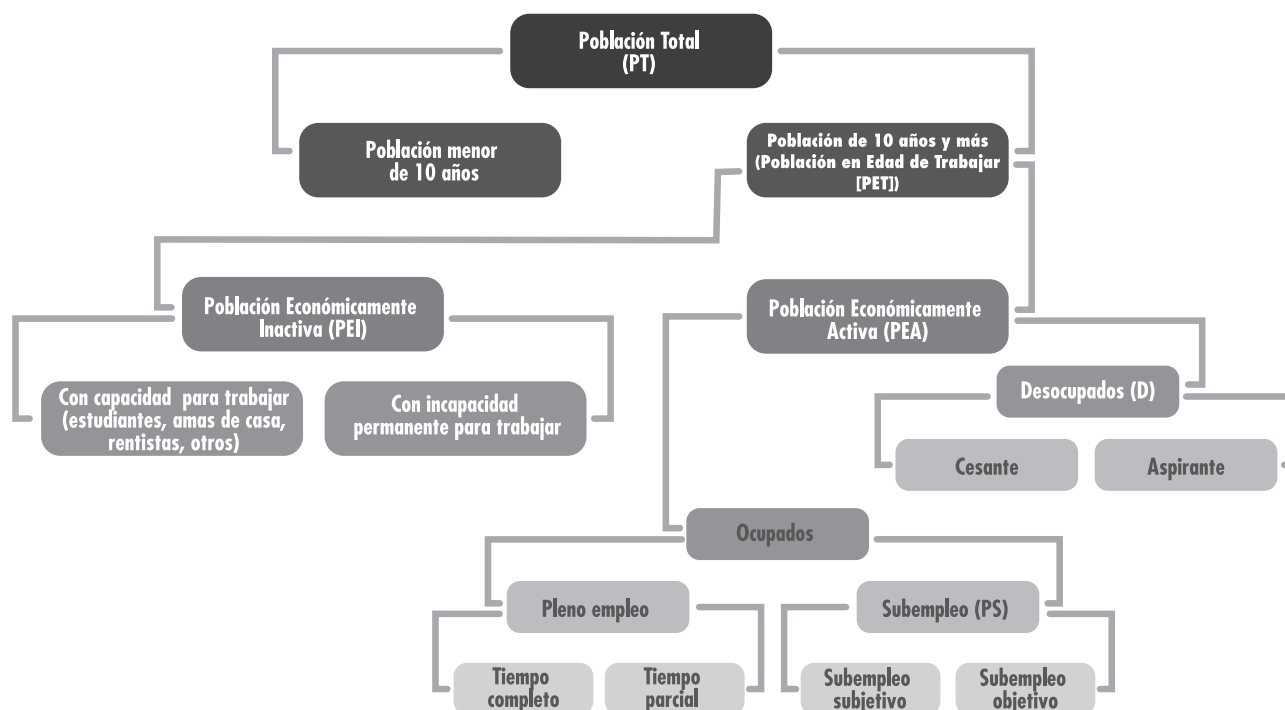 Población Total
(PT)
Población menor
de 10 años
Población de 10 años y más
(Población en Edad de Trabajar
[PET])
Población Económicamente
Inactiva (PEI)
Población Económicamente
Activa (PEA)
Con capacidad para trabajar
(estudiantes, amas de casa,
rentistas, otros)
Con incapacidad
permanente para trabajar
Desocupados (D)
Cesante
Aspirante
Ocupados
Pleno empleo
Subempleo (PS)
Tiempo
completo
Tiempo
parcial
Subempleo
subjetivo
Subempleo
objetivo